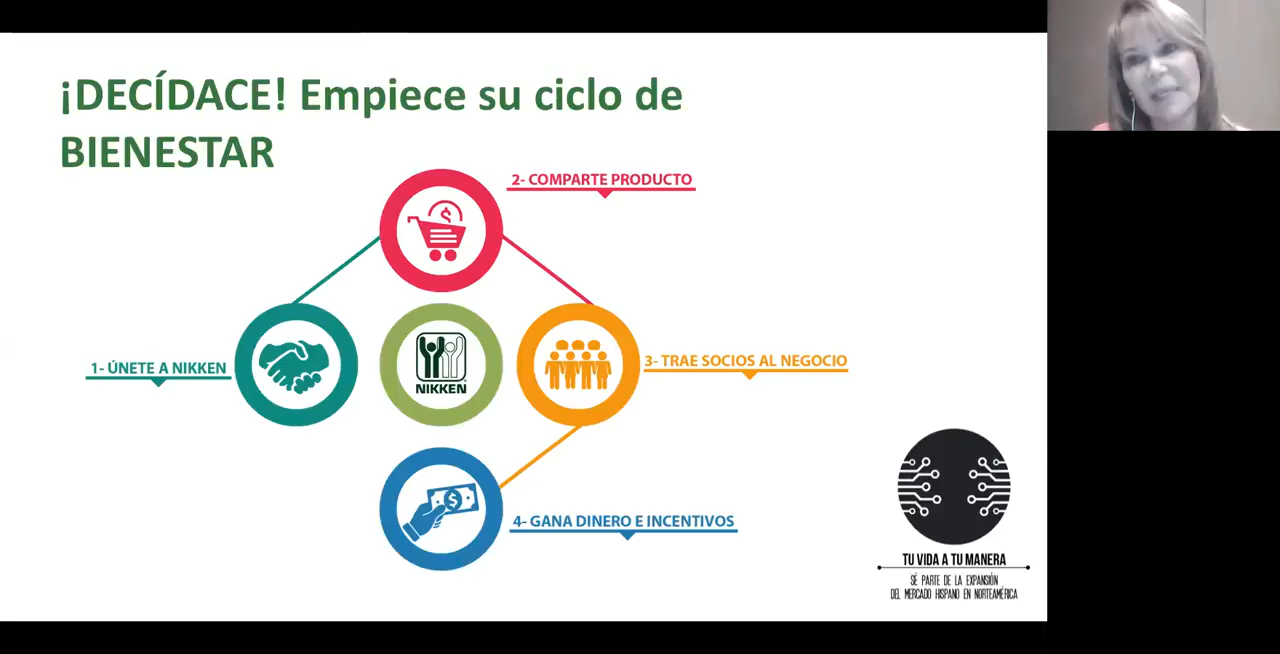 ¡DECÍDACE! Empiece su ciclo de
BIENESTAR
2- COMPARTE PRODUCTO
$
1- ÚNETE A NIKKEN
NIKKEN
3- TRAE SOCIOS AL NEGOCIO
$
4- GANA DINERO E INCENTIVOS
TU VIDA A TU MANERA
SÉ PARTE DE LA EXPANSIÓN
DEL MERCADO HISPANO EN NORTEAMÉRICA